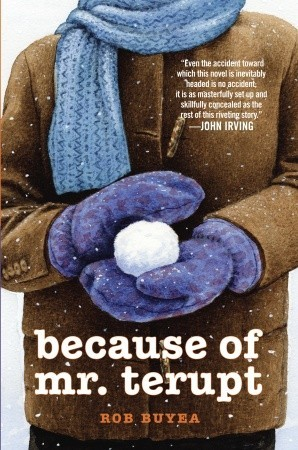 "Even the accident toward
which this novel is inevitably
headed is no accident;
it is as masterfully set up and
skillfully concealed as the
rest of this riveting story."
—JOHN IRVING
because of
mr. terupt
ROB BUYEA